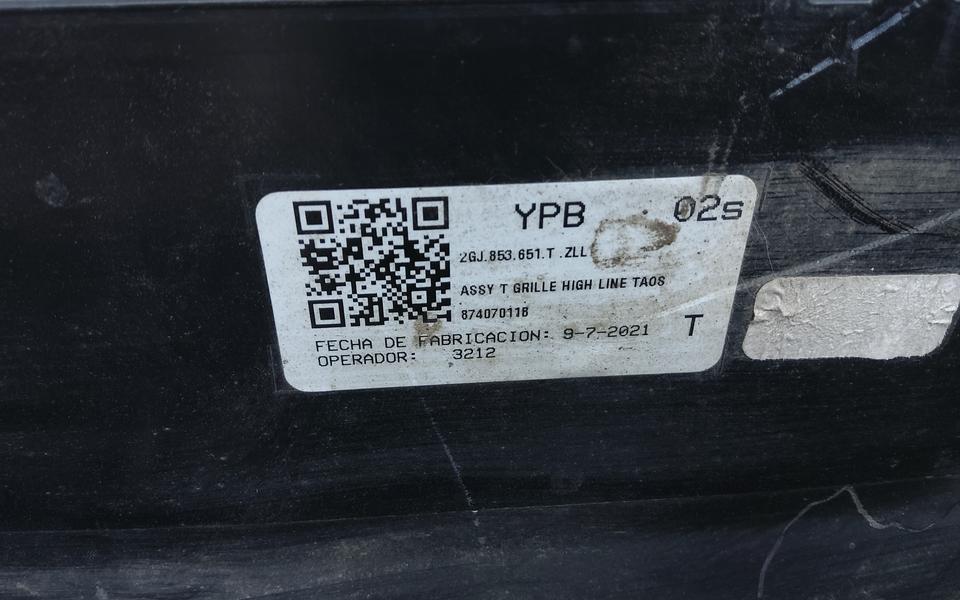 YPB 02s
2GJ.853.651.T .ZLL
ASSY T GRILLE HIGH LINE TAOS
87407011B
FECHA DE FABRICACION: 9-7-2021 T
OPERADOR: 3212